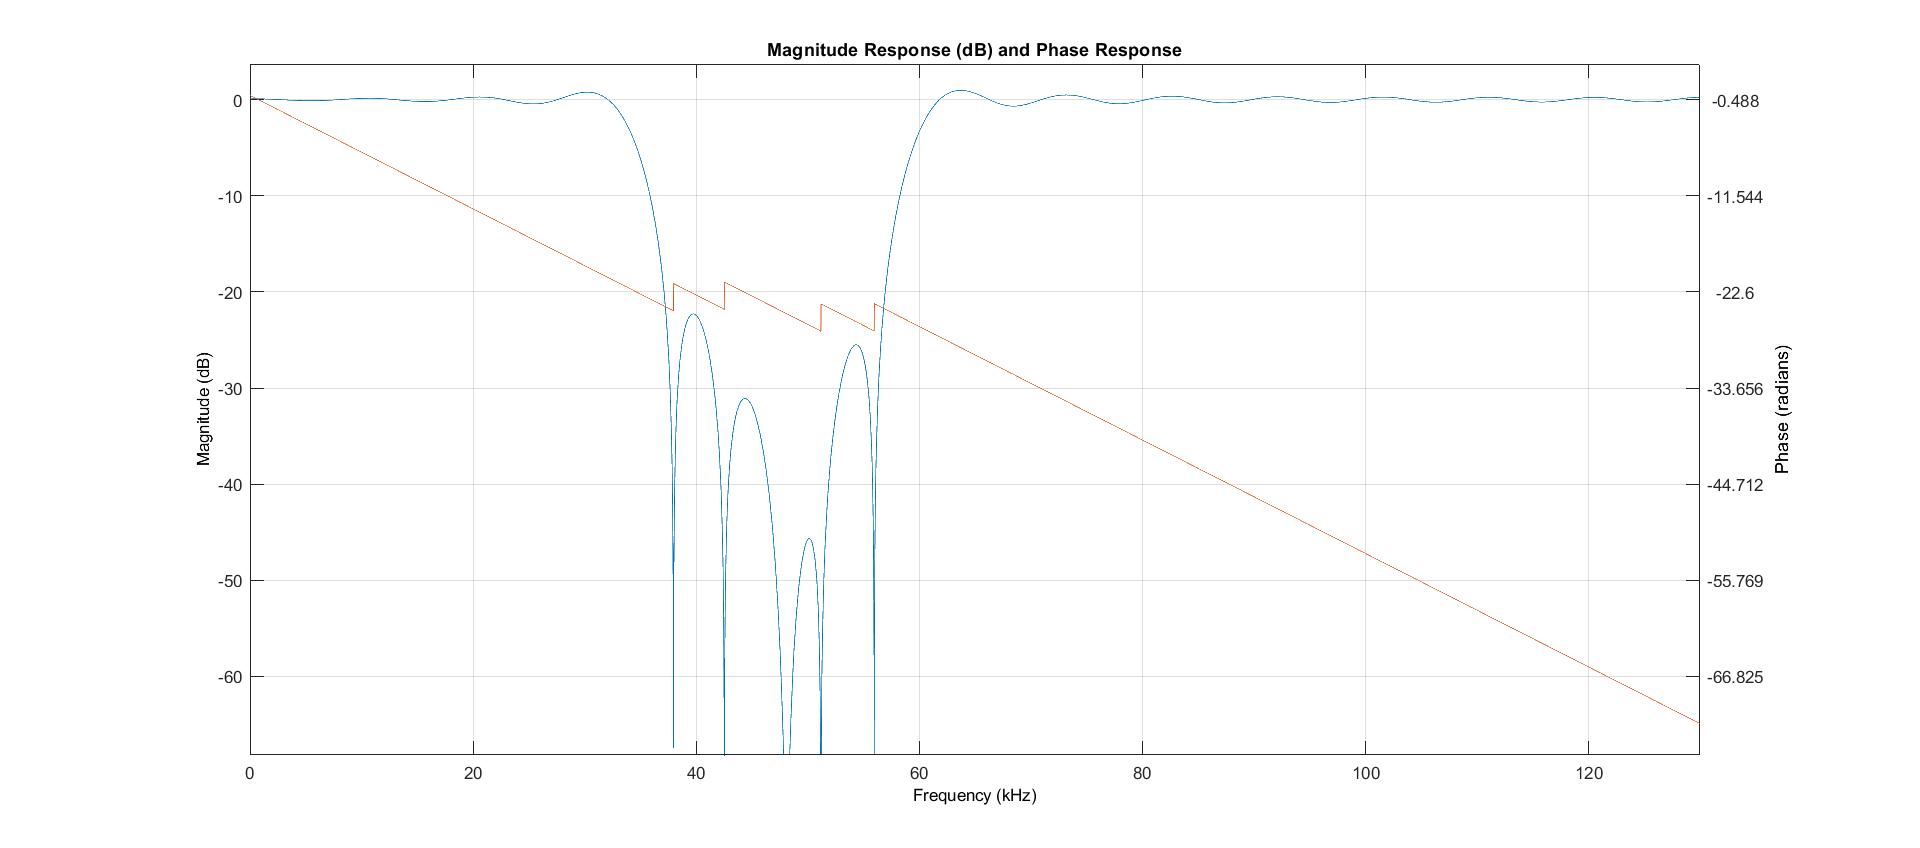 Magnitude Response (dB) and Phase Response
0
-10
-20
-30
-40
-50
-60
Magnitude (dB)
-0.488
-11.544
-22.6
-33.656
-44.712
-55.769
-66.825
Phase (radians)
0 20 40 60 80 100 120
Frequency (kHz)